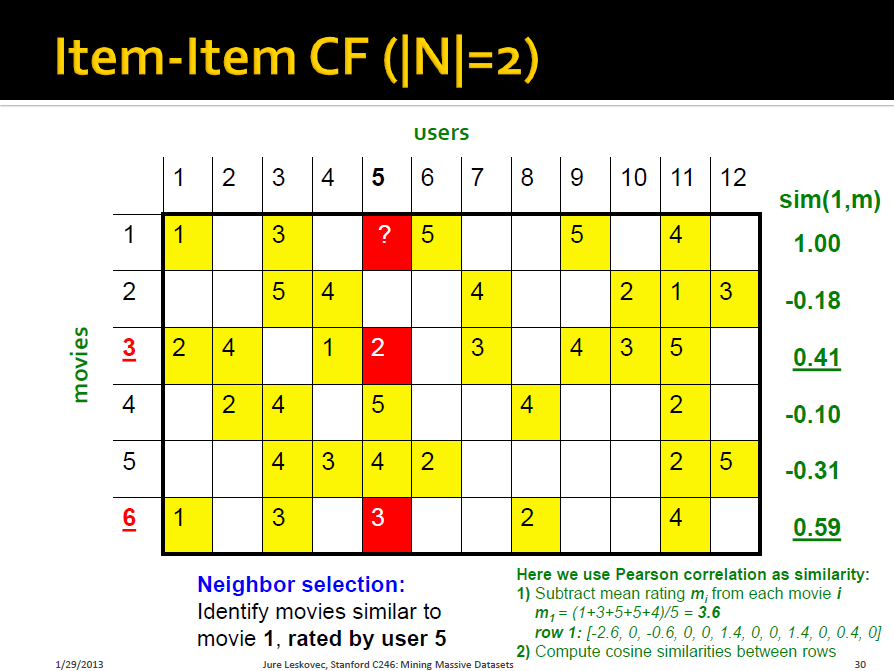 Item-Item CF (|N|=2)
users
1 2 3 4 5 6 7 8 9 10 11 12
sim(1,m)
1 1 3 ? 5 5 4 1.00
2 5 4 4 2 1 3 -0.18
3 2 4 1 2 3 4 3 5 0.41
4 2 4 5 4 2 -0.10
5 4 3 4 2 2 5 -0.31
6 1 3 3 2 4 0.59
movies
Neighbor selection:
Identify movies similar to
movie 1, rated by user 5
Here we use Pearson correlation as similarity:
1) Subtract mean rating mi from each movie i
m1 = (1+3+5+5+4)/5 = 3.6
row 1: [-2.6, 0, -0.6, 0, 0, 1.4, 0, 0, 1.4, 0, 0.4, 0]
2) Compute cosine similarities between rows
1/29/2013 Jure Leskovec, Stanford C246: Mining Massive Datasets 30